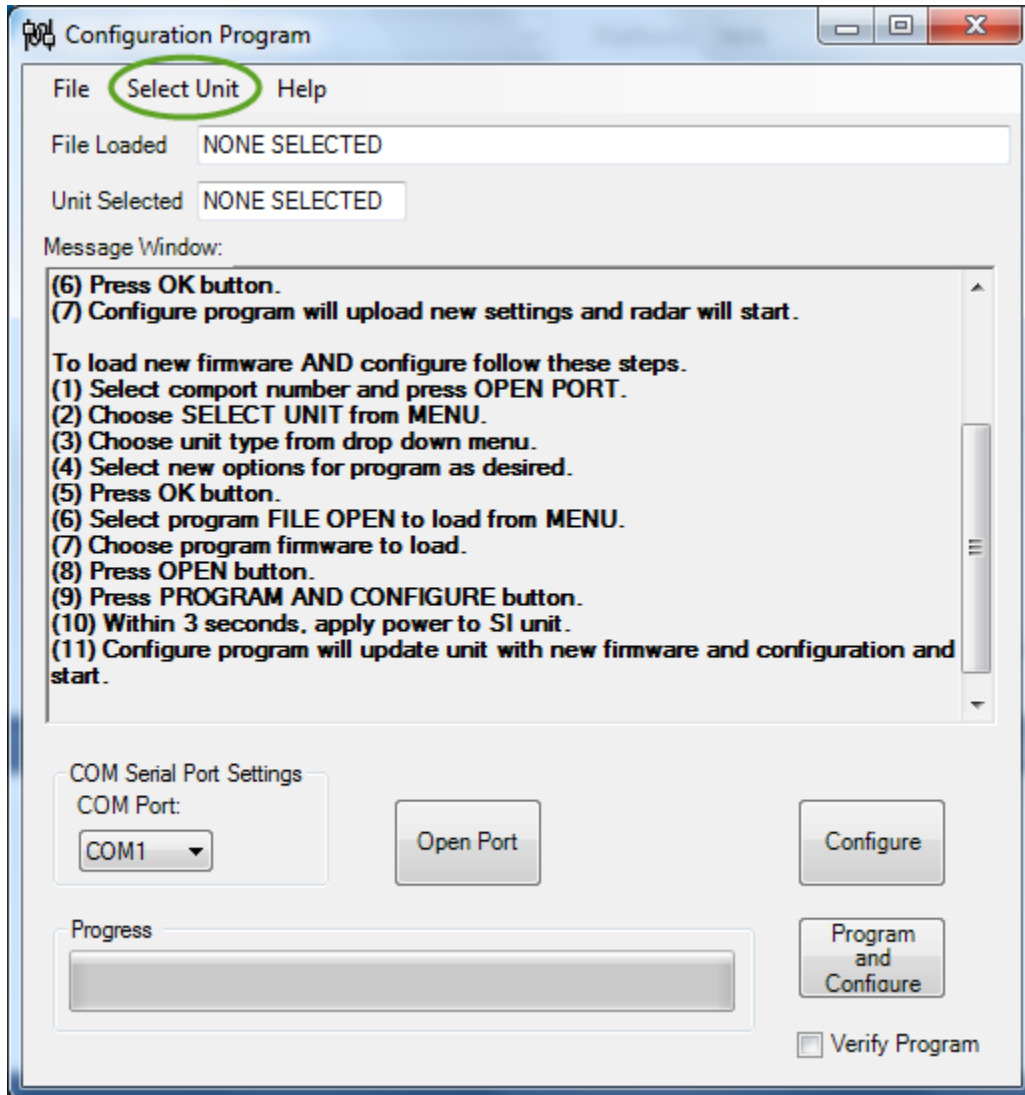 Configuration Program
File Select Unit Help
File Loaded NONE SELECTED
Unit Selected NONE SELECTED
Message Window:
(6) Press OK button.
(7) Configure program will upload new settings and radar will start.
To load new firmware AND configure follow these steps.
(1) Select comport number and press OPEN PORT.
(2) Choose SELECT UNIT from MENU.
(3) Choose unit type from drop down menu.
(4) Select new options for program as desired.
(5) Press OK button.
(6) Select program FILE OPEN to load from MENU.
(7) Choose program firmware to load.
(8) Press OPEN button.
(9) Press PROGRAM AND CONFIGURE button.
(10) Within 3 seconds, apply power to SI unit.
(11) Configure program will update unit with new firmware and configuration and
start.
COM Serial Port Settings
COM Port:
COM1
Open Port
Configure
Progress
Program
and
Configure
Verify Program